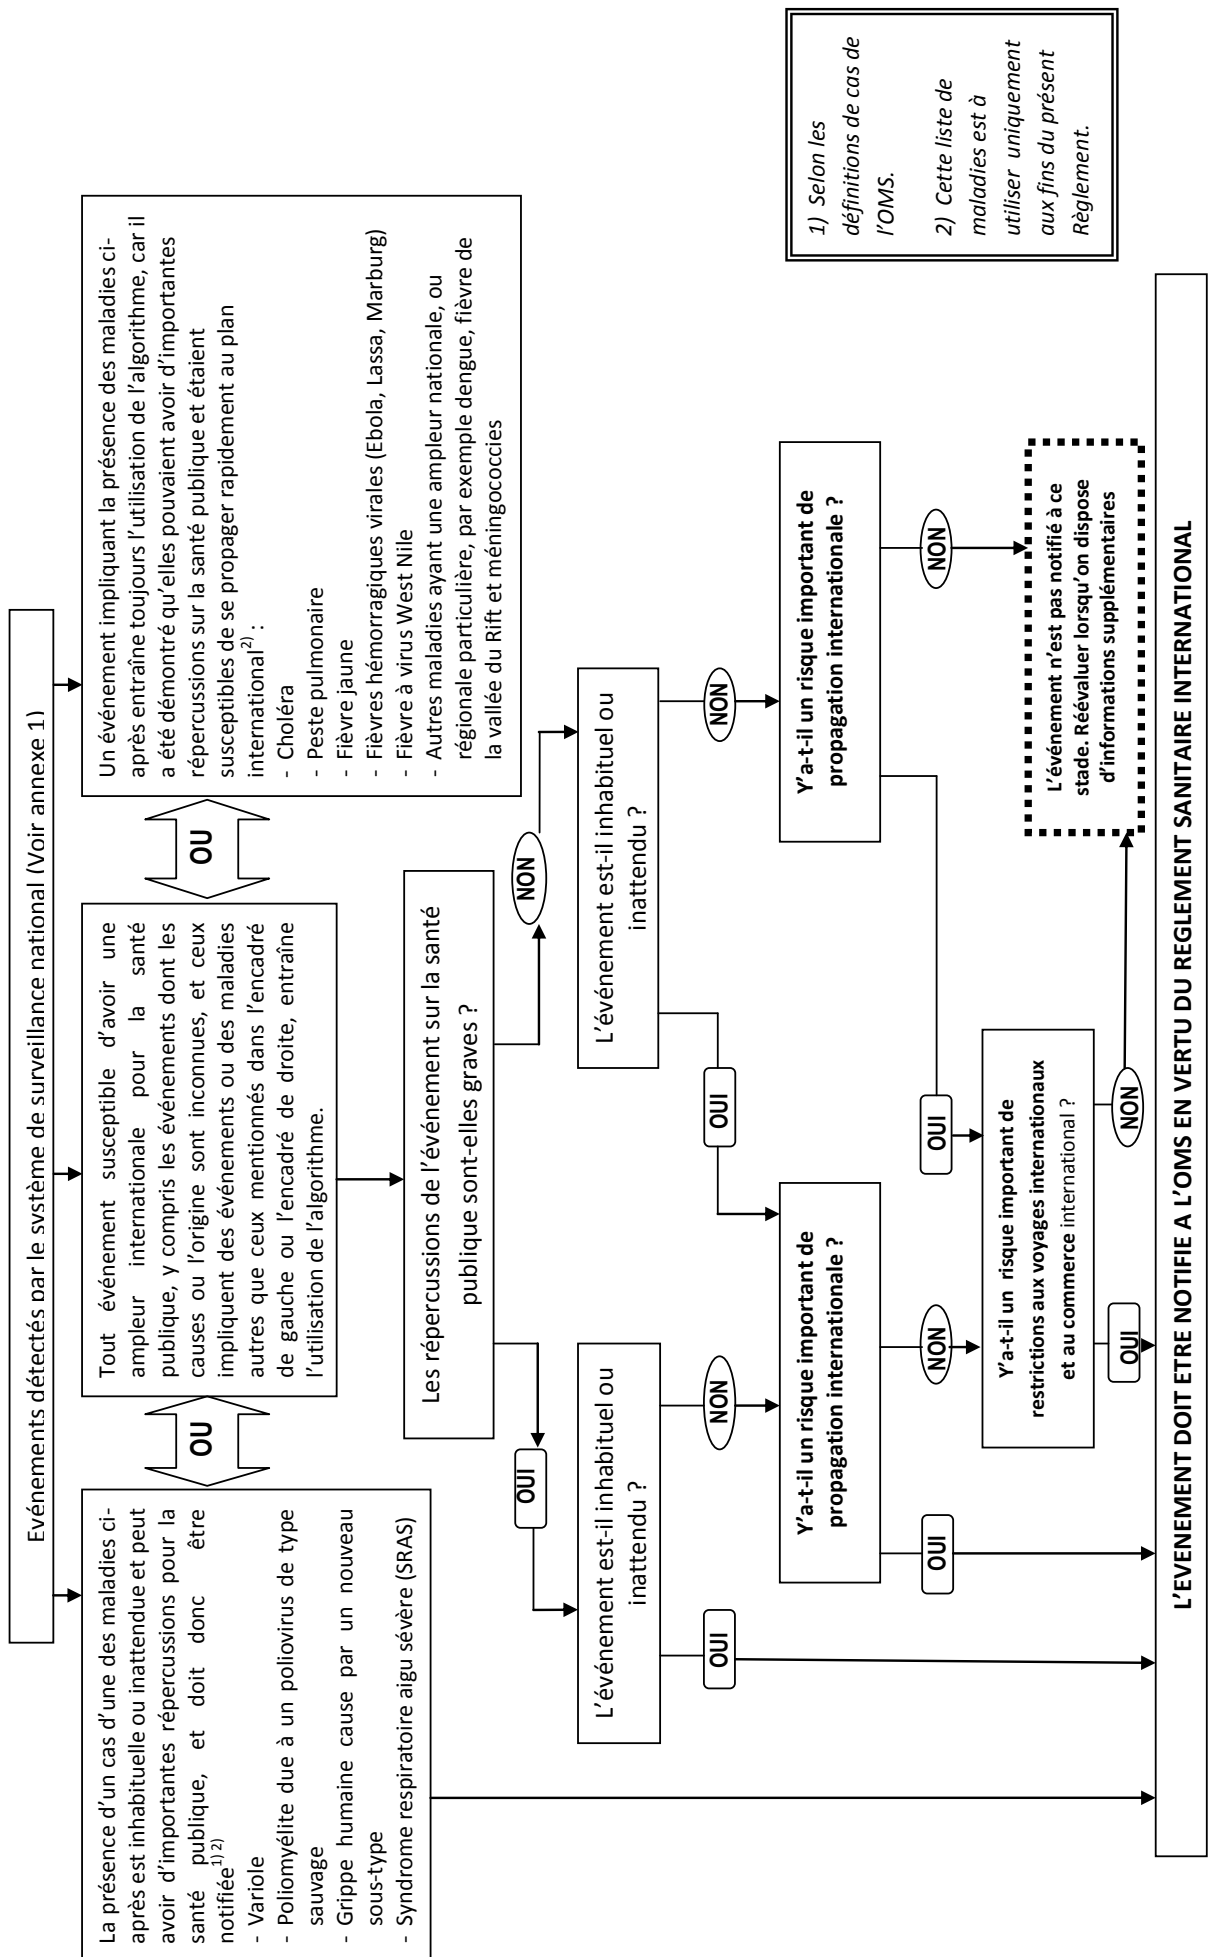 Evénements détectés par le système de surveillance national (Voir annexe 1)
La présence d'un cas d'une des maladies ci-
après est inhabituelle ou inattendue et peut
avoir d'importantes répercussions pour la
santé publique, et doit donc être
notifiée1) 2)
- Variole
- Poliomyélite due à un poliovirus de type
sauvage
- Grippe humaine cause par un nouveau
sous-type
- Syndrome respiratoire aigu sévère (SRAS)
OU
Tout événement susceptible d'avoir une
ampleur internationale pour la santé
publique, y compris les événements dont les
causes ou l'origine sont inconnues, et ceux
impliquent des événements ou des maladies
autres que ceux mentionnés dans l'encadré
de gauche ou l'encadré de droite, entraîne
l'utilisation de l'algorithme.
OU
Un événement impliquant la présence des maladies ci-
après entraîne toujours l'utilisation de l'algorithme, car il
a été démontré qu'elles pouvaient avoir d'importantes
répercussions sur la santé publique et étaient
susceptibles de se propager rapidement au plan
international2) :
- Choléra
- Peste pulmonaire
- Fièvre jaune
- Fièvres hémorragiques virales (Ebola, Lassa, Marburg)
- Fièvre à virus West Nile
- Autres maladies ayant une ampleur nationale, ou
régionale particulière, par exemple dengue, fièvre de
la vallée du Rift et méningococcies
Les répercussions de l'événement sur la santé
publique sont-elles graves ?
OUI
NON
L'événement est-il inhabituel ou
inattendu ?
L'événement est-il inhabituel ou
inattendu ?
OUI
NON
OUI
NON
Y'a-t-il un risque important de
propagation internationale ?
Y'a-t-il un risque important de
propagation internationale ?
OUI
NON
OUI
NON
Y'a-t-il un risque important de
restrictions aux voyages internationaux
et au commerce international ?
OUI
NON
L'événement n'est pas notifié à ce
stade. Réévaluer lorsqu'on dispose
d'informations supplémentaires
1) Selon les
définitions de cas de
l'OMS.
2) Cette liste de
maladies est à
utiliser uniquement
aux fins du présent
Règlement.
L'EVENEMENT DOIT ETRE NOTIFIE A L'OMS EN VERTU DU REGLEMENT SANITAIRE INTERNATIONAL